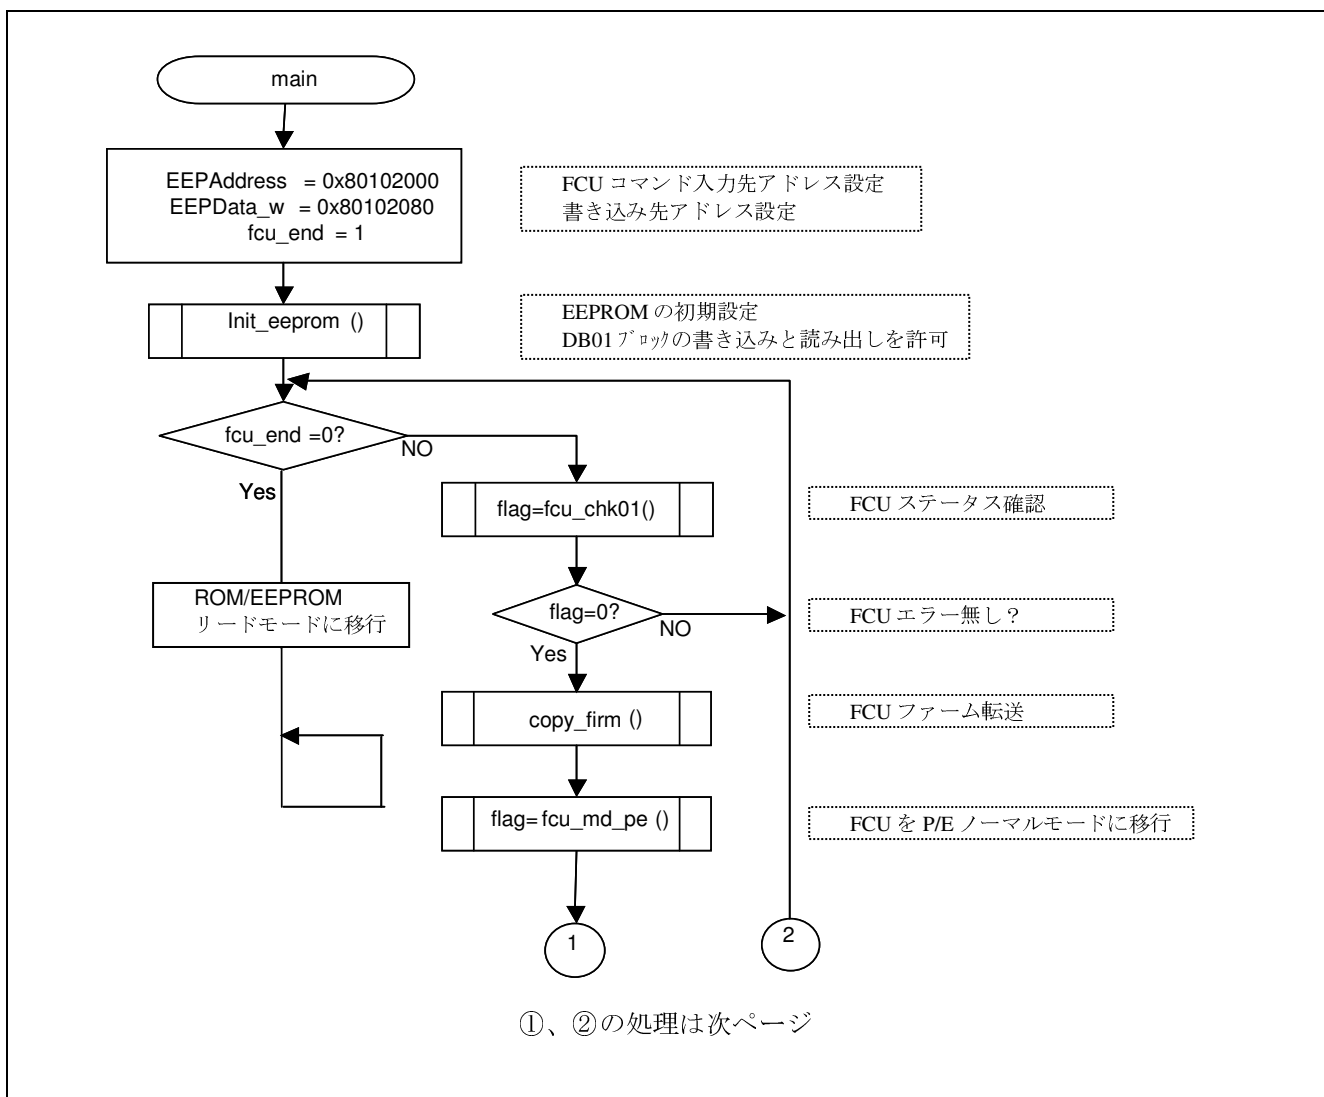 main
EEPAddress = 0x80102000
EEPData_w = 0x80102080
fcu_end = 1
FCU コマンド入力先アドレス設定
書き込み先アドレス設定
Init_eeprom ()
EEPROM の初期設定
DB01ﾌﾞﾛｯｸの書き込みと読み出しを許可
fcu_end =0?
NO
Yes
flag=fcu_chk01()
FCU ステータス確認
ROM/EEPROM
リードモードに移行
flag=0?
NO
Yes
FCU エラー無し？
copy_firm ()
FCU ファーム転送
flag=fcu_md_pe ()
FCU を P/E ノーマルモードに移行
1
2
①、②の処理は次ページ